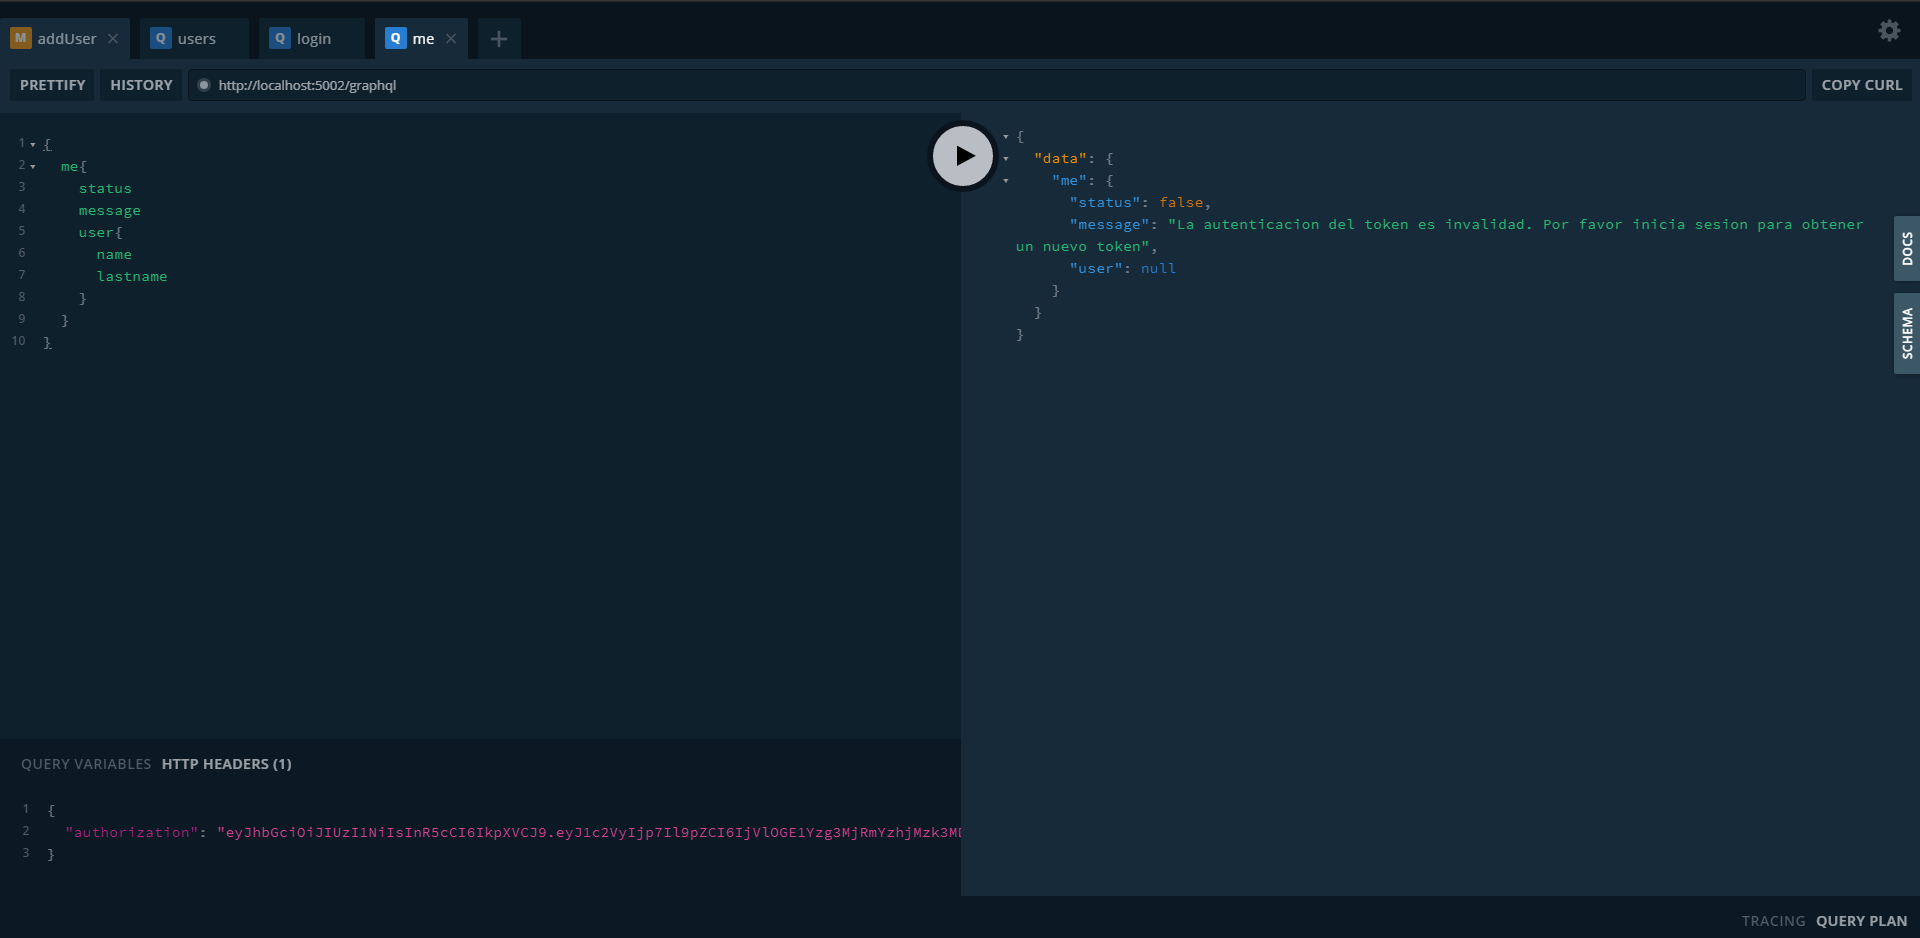 M addUser Q users Q login Q me
PRETTIFY HISTORY http://localhost:5002/graphql COPY CURL
1 {
2 me{
3 status
4 message
5 user{
6 name
7 lastname
8 }
9 }
10 }
{
"data": {
"me": {
"status": false,
"message": "La autenticacion del token es invalidad. Por favor inicia sesion para obtener
un nuevo token",
"user": null
}
}
}
DOCS
SCHEMA
QUERY VARIABLES HTTP HEADERS (1)
1 {
2 "authorization": "eyJhbGciOiJIUzI1NiIsInR5cCI6IkpXVCJ9.eyJ1c2VyIjp7Il9pZCI6IjVlOGE1Yzg3MjRmYzhjMzk3MD
3 }
TRACING QUERY PLAN